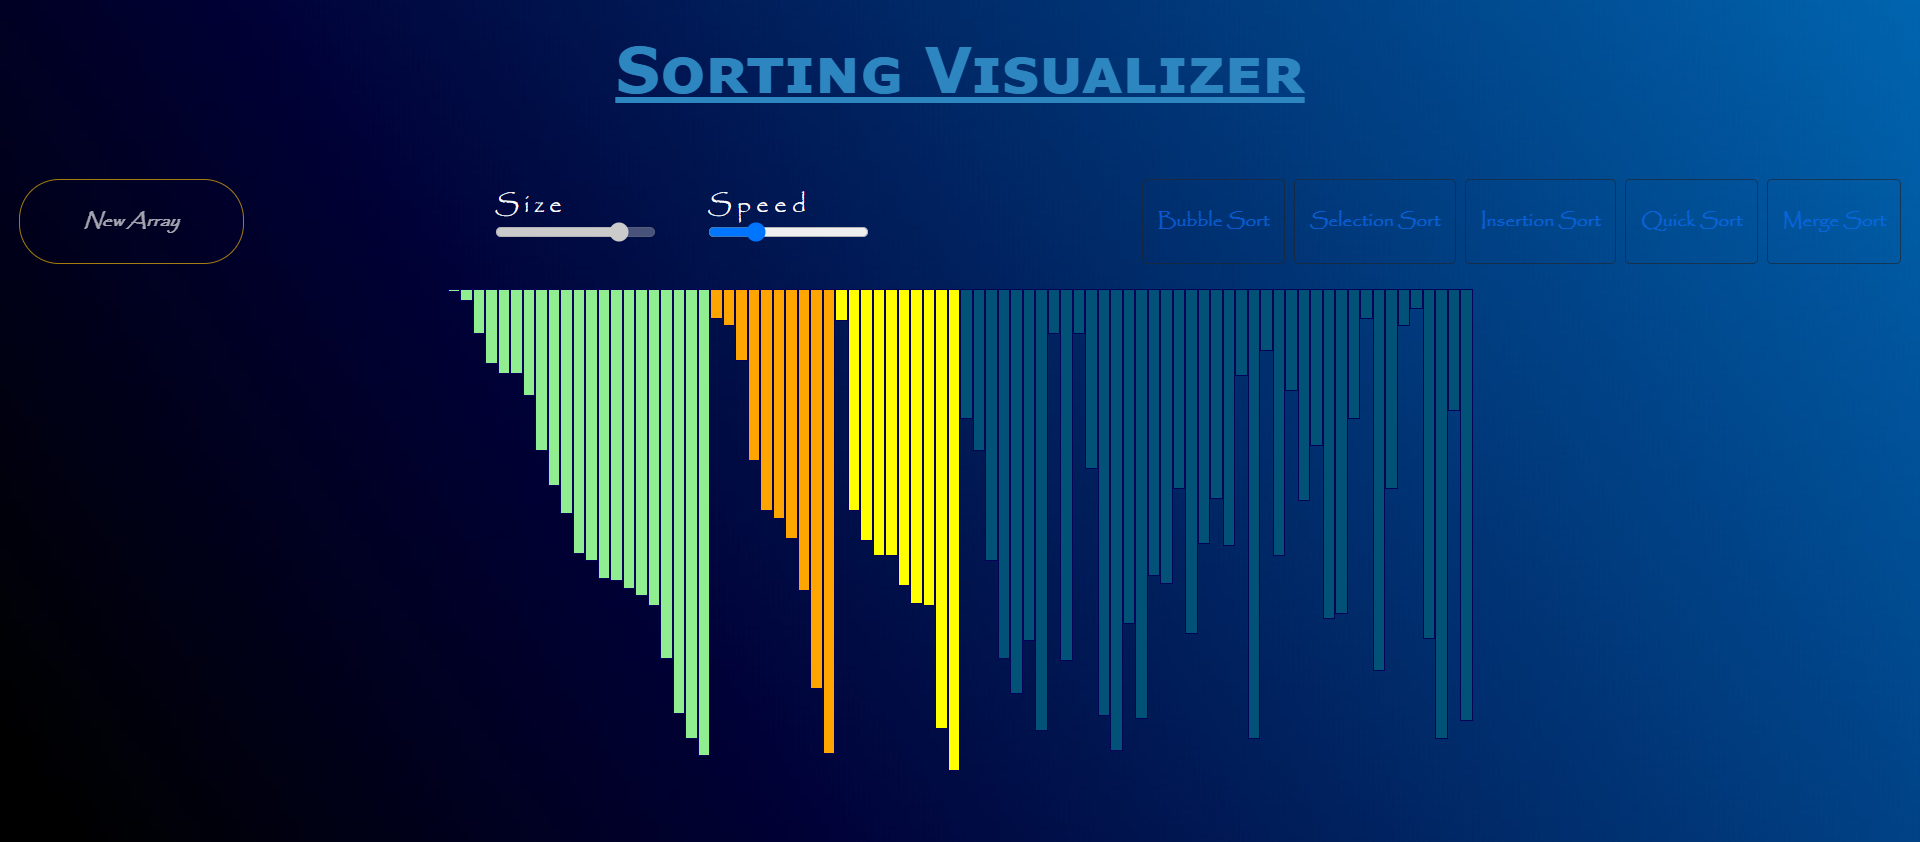 Sorting Visualizer
New Array
Size
Speed
Bubble Sort
Selection Sort
Insertion Sort
Quick Sort
Merge Sort